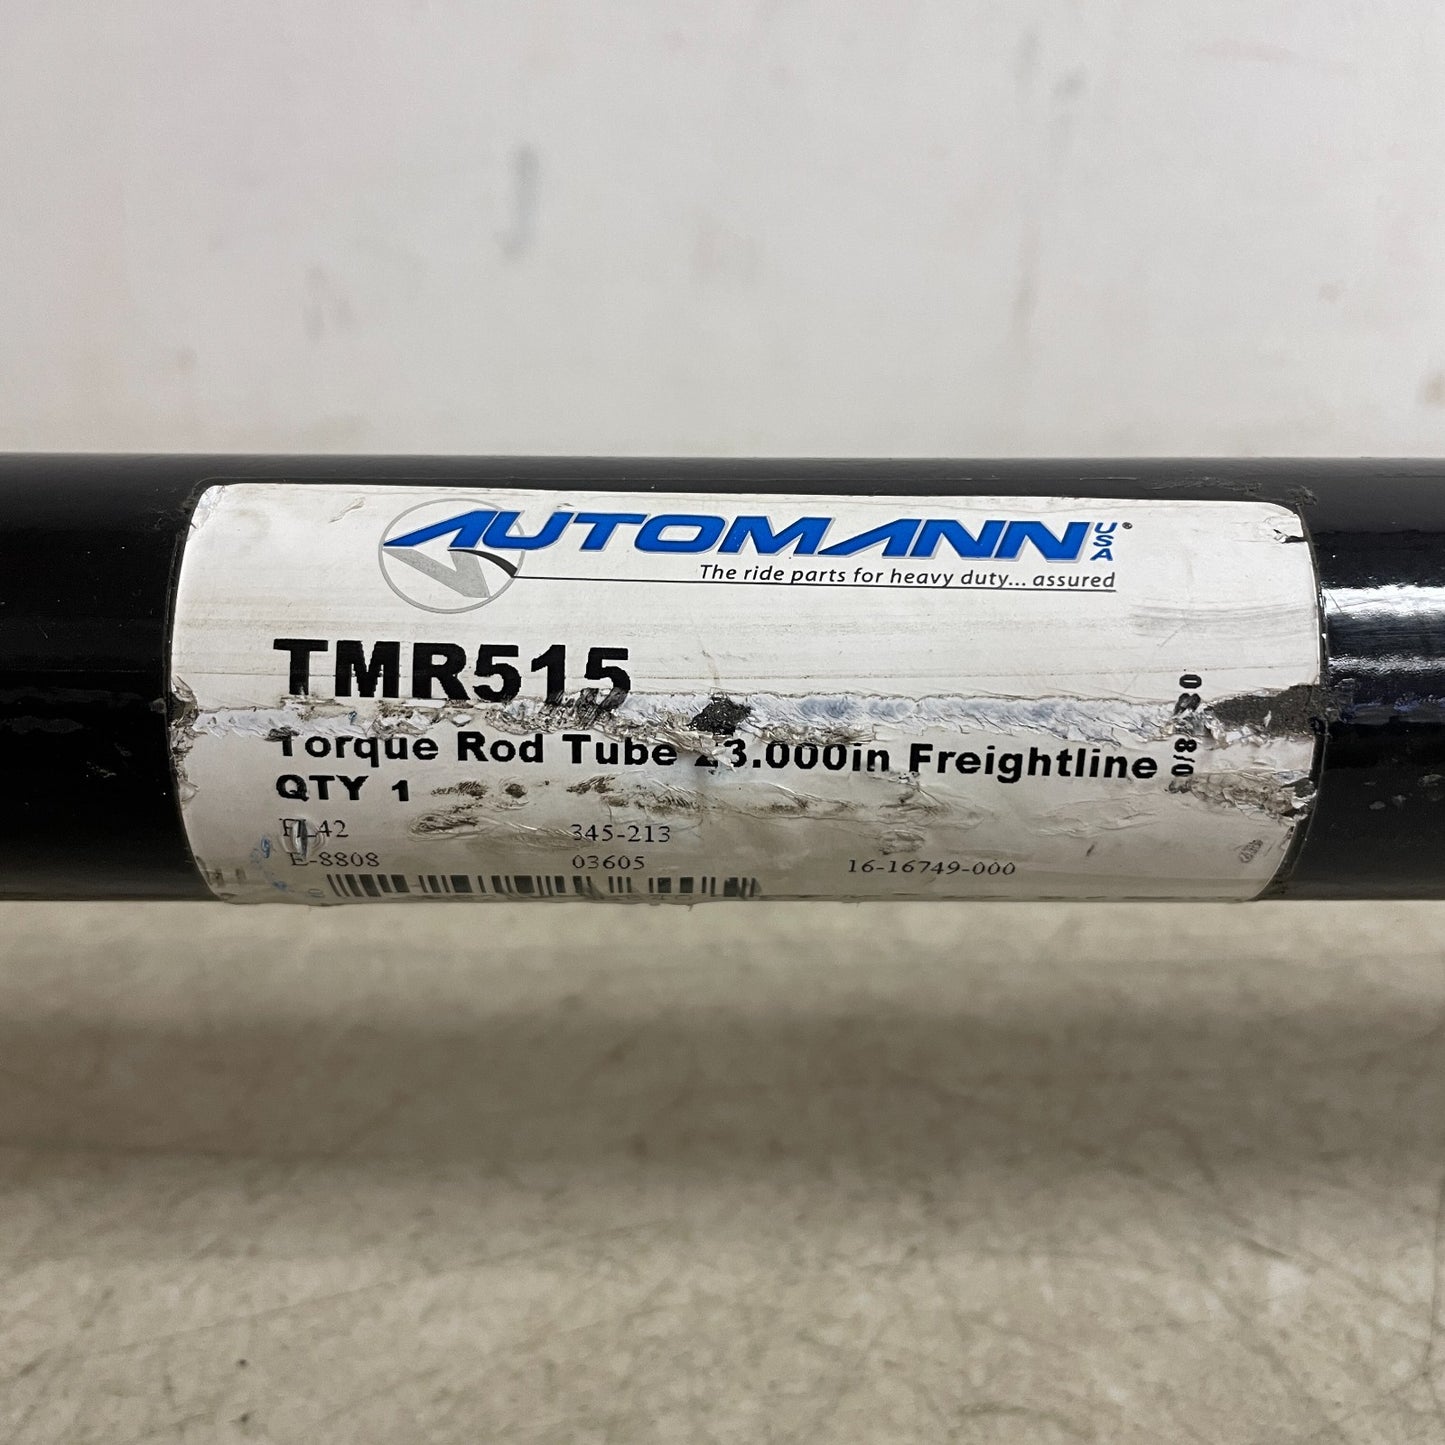 AUTOMANN USA®
The ride parts for heavy duty... assured
TMR515
Torque Rod Tube 23.000in Freightline
QTY 1
FL42 345-213
E-8808 03605 16-16749-000